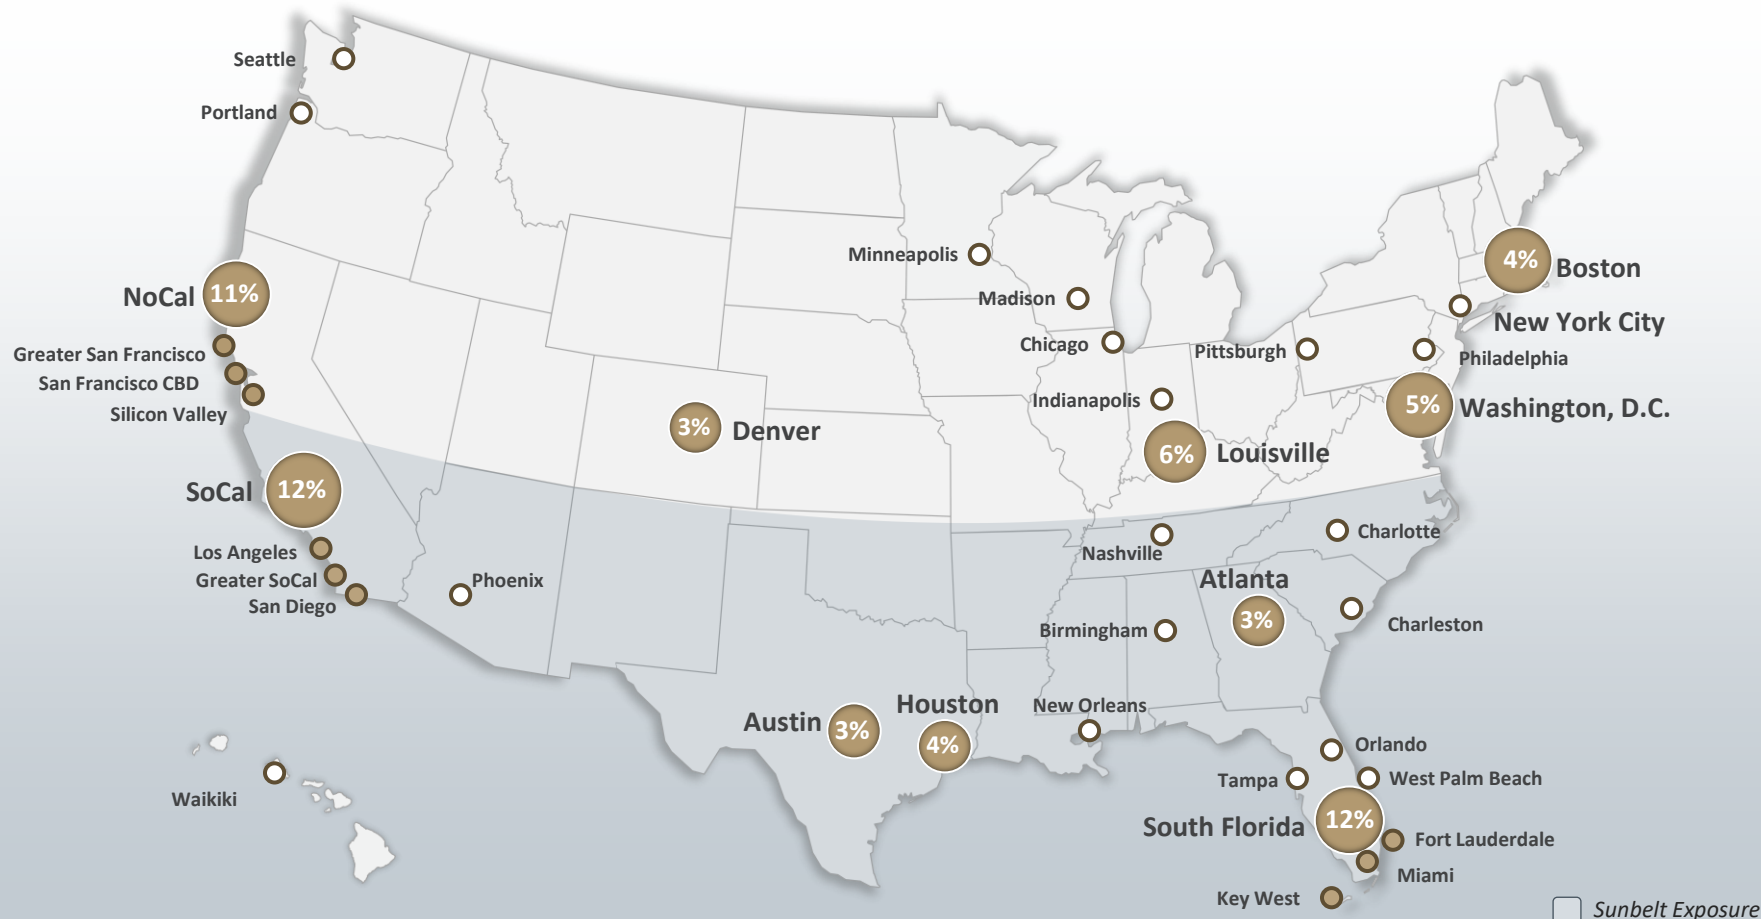 Seattle
Portland
Minneapolis
4%
Boston
NoCal
11%
Madison
New York City
Greater San Francisco
Chicago
Pittsburgh
Philadelphia
San Francisco CBD
Silicon Valley
Indianapolis
5%
Washington, D.C.
3%
Denver
6%
Louisville
SoCal
12%
Charlotte
Los Angeles
Nashville
Greater SoCal
Phoenix
Atlanta
San Diego
3%
Birmingham
Charleston
Houston
New Orleans
Austin
3%
4%
Orlando
Tampa
West Palm Beach
Waikiki
South Florida
12%
Fort Lauderdale
Miami
Key West
Sunbelt Exposure